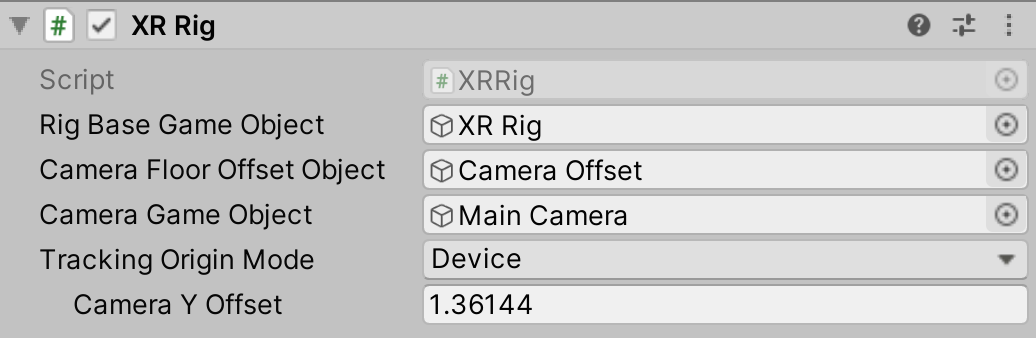 # XR Rig ?
Script # XRRig
Rig Base Game Object XR Rig
Camera Floor Offset Object Camera Offset
Camera Game Object Main Camera
Tracking Origin Mode Device
Camera Y Offset 1.36144